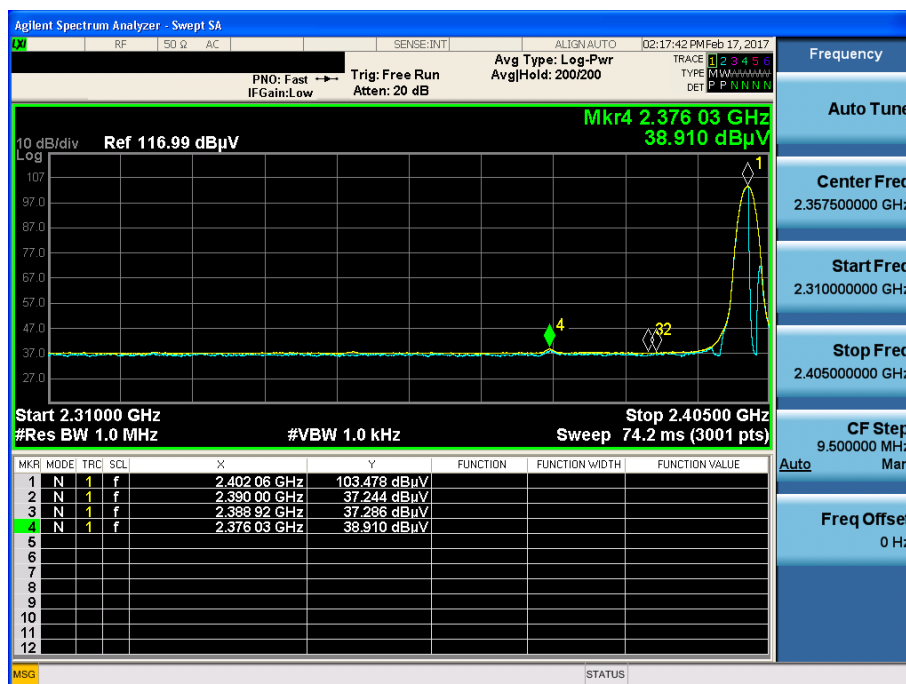 Agilent Spectrum Analyzer - Swept SA
LXI RF 50 Ω AC SENSE:INT ALIGN AUTO 02:17:42 PM Feb 17, 2017
Frequency
PNO: Fast
IFGain:Low
Trig: Free Run
Atten: 20 dB
Avg Type: Log-Pwr
Avg|Hold: 200/200
TRACE 1 2 3 4 5 6
TYPE M W W W W W
DET P P N N N N
Auto Tune
Mkr4 2.376 03 GHz
38.910 dBµV
10 dB/div Ref 116.99 dBµV
Log
107
97.0
87.0
77.0
67.0
57.0
47.0
37.0
27.0
1
4
32
Start 2.31000 GHz Stop 2.40500 GHz
#Res BW 1.0 MHz #VBW 1.0 kHz Sweep 74.2 ms (3001 pts)
Center Freq
2.357500000 GHz
Start Freq
2.310000000 GHz
Stop Freq
2.405000000 GHz
CF Step
9.500000 MHz
Auto Man
Freq Offset
0 Hz
MKR MODE TRC SCL X Y FUNCTION FUNCTION WIDTH FUNCTION VALUE
1 N 1 f 2.402 06 GHz 103.478 dBµV
2 N 1 f 2.390 00 GHz 37.244 dBµV
3 N 1 f 2.388 92 GHz 37.286 dBµV
4 N 1 f 2.376 03 GHz 38.910 dBµV
5
6
7
8
9
10
11
12
MSG STATUS